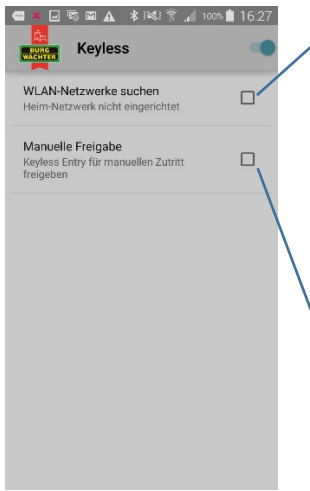 100% 16:27
BURG
WÄCHTER
Keyless
WLAN-Netzwerke suchen
Heim-Netzwerk nicht eingerichtet
Manuelle Freigabe
Keyless Entry für manuellen Zutritt
freigeben